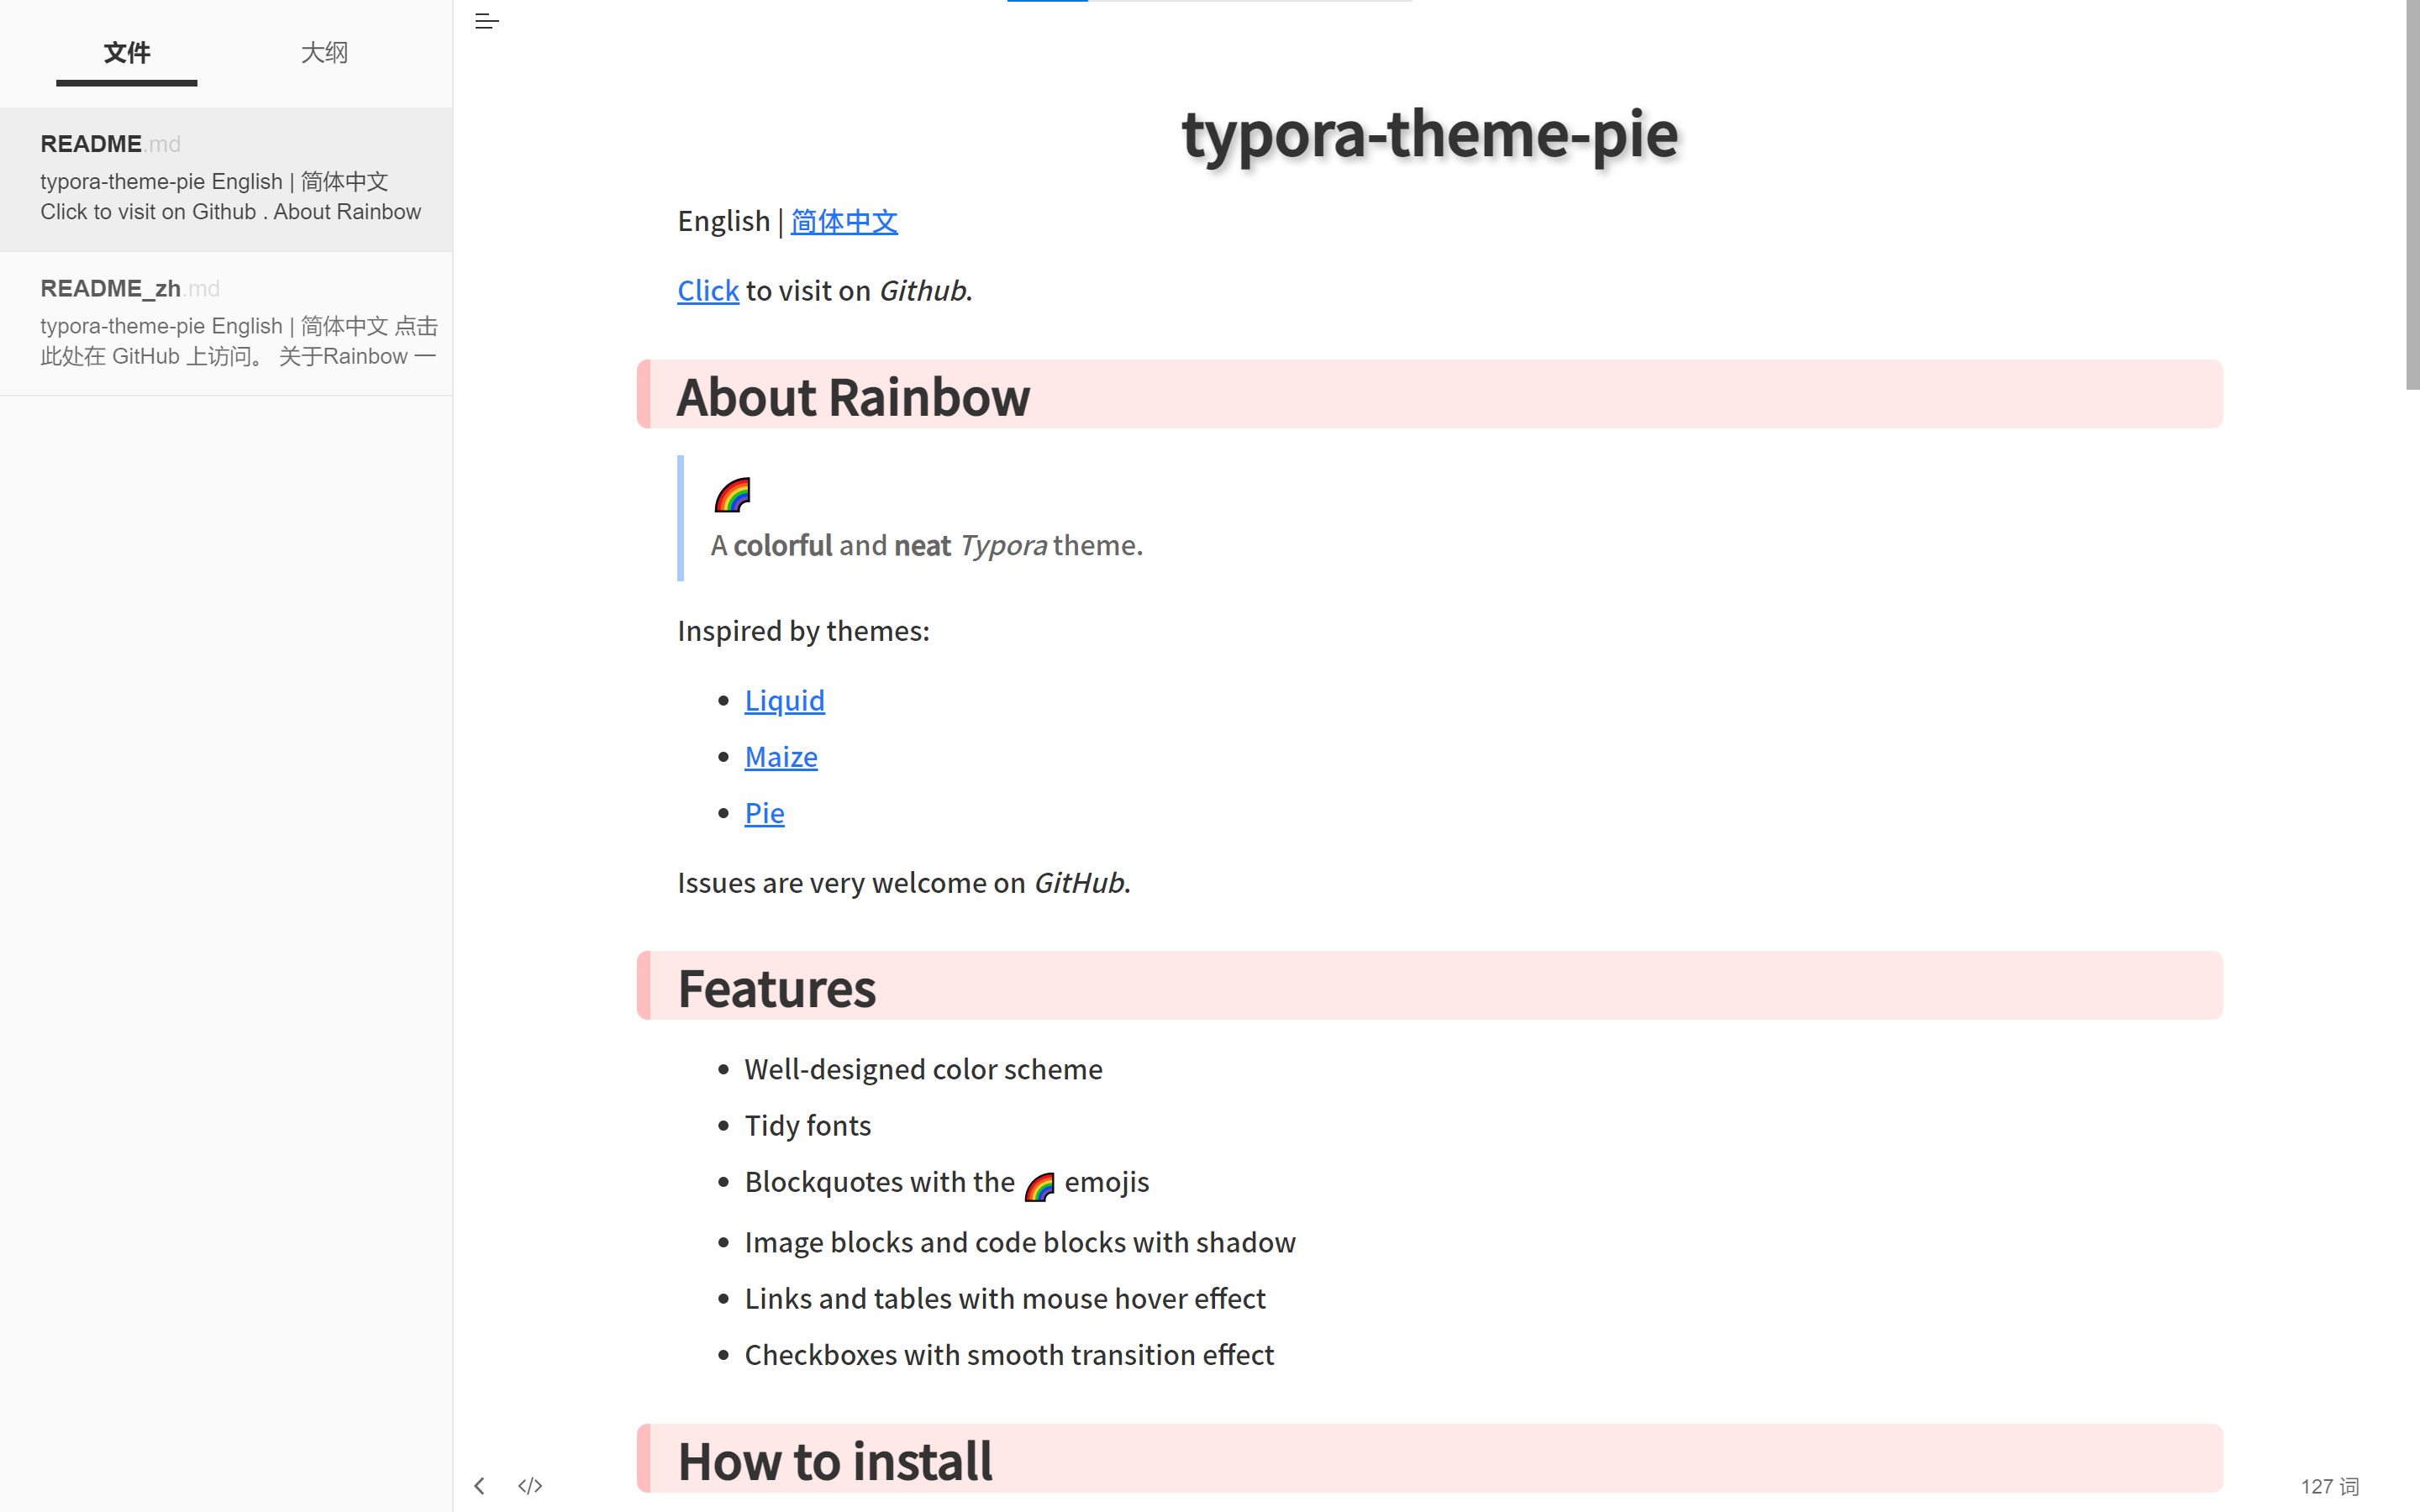 文件
大纲
README.md
typora-theme-pie English | 简体中文
Click to visit on Github . About Rainbow
README_zh.md
typora-theme-pie English | 简体中文 点击
此处在 GitHub 上访问。 关于Rainbow 一
typora-theme-pie
English | 简体中文
Click to visit on Github.
About Rainbow
🌈
A colorful and neat Typora theme.
Inspired by themes:
Liquid
Maize
Pie
Issues are very welcome on GitHub.
Features
Well-designed color scheme
Tidy fonts
Blockquotes with the 🌈 emojis
Image blocks and code blocks with shadow
Links and tables with mouse hover effect
Checkboxes with smooth transition effect
How to install
127 词